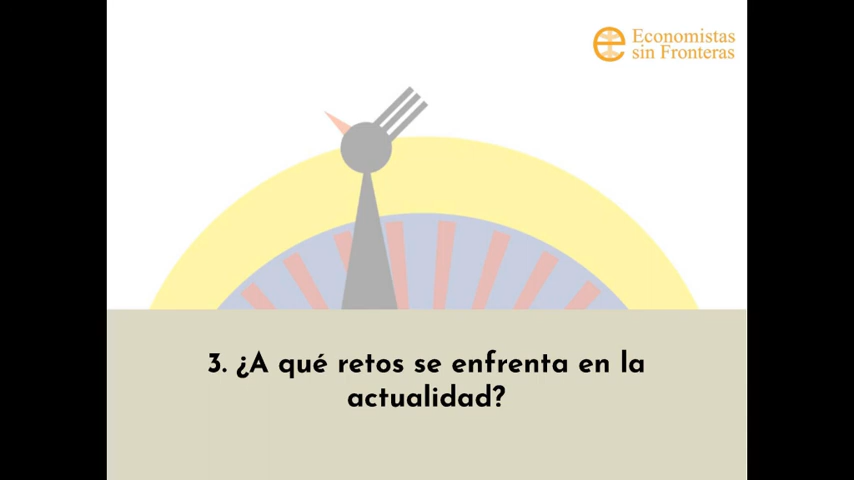 Economistas
sin Fronteras
3. ¿A qué retos se enfrenta en la
actualidad?